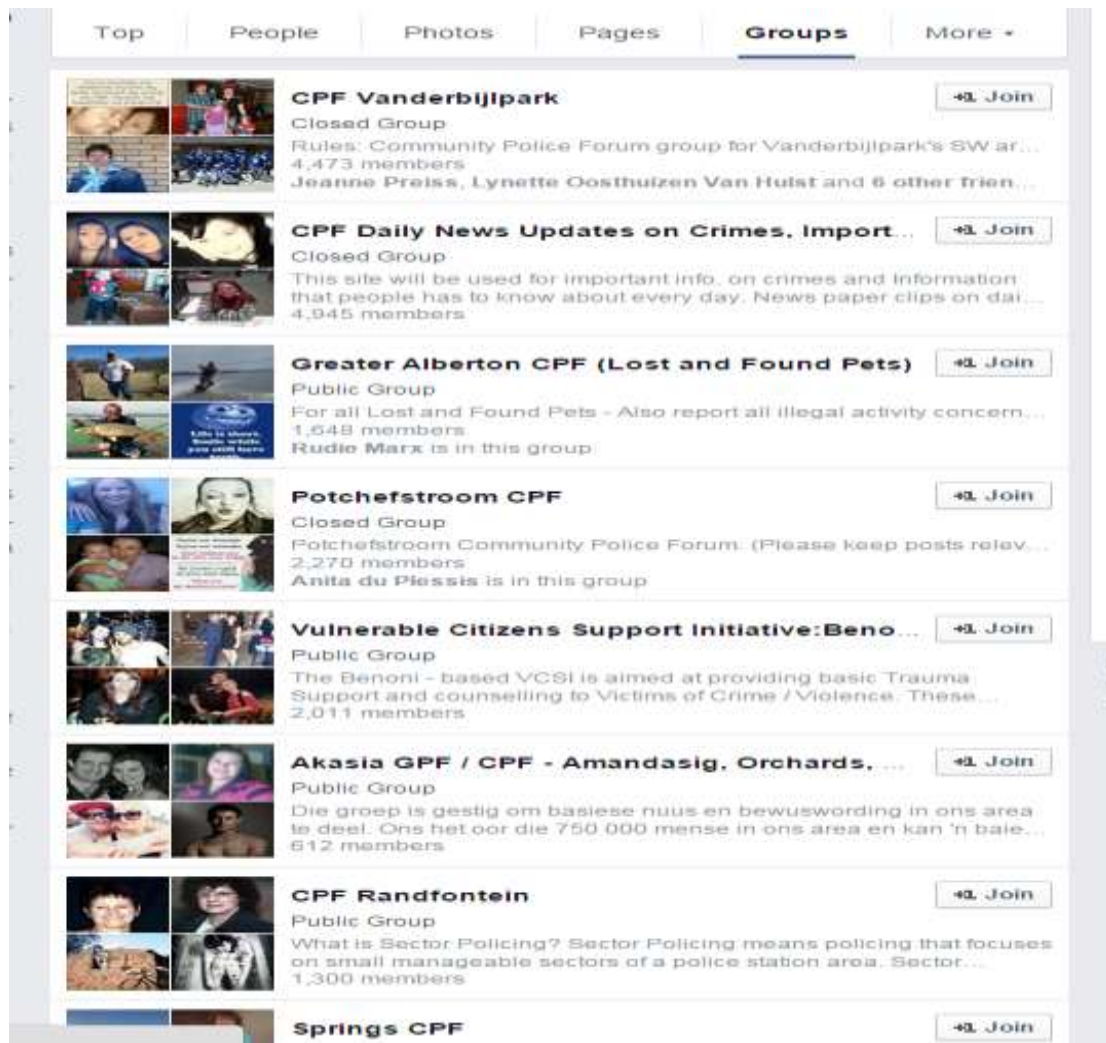 Top People Photos Pages Groups More
CPF Vanderbijlpark
Join
Closed Group
Rules: Community Police Forum group for Vanderbijlpark's SW ar...
4,473 members
Jeanne Preiss, Lynette Oosthuizen Van Hulst and 6 other frien...
CPF Daily News Updates on Crimes, Import...
Join
Closed Group
This site will be used for important info, on crimes and Information
that people has to know about every day. News paper clips on dai...
4,945 members
Greater Alberton CPF (Lost and Found Pets)
Join
Public Group
For all Lost and Found Pets - Also report all illegal activity concern...
1,648 members
Rudie Marx is in this group
Life is short.
Smile while
you still have
teeth
Potchefstroom CPF
Join
Closed Group
Potchefstroom Community Police Forum. (Please keep posts relev...
2,270 members
Anita du Plessis is in this group
Vulnerable Citizens Support Initiative:Beno...
Join
Public Group
The Benoni - based VCSI is aimed at providing basic Trauma
Support and counselling to Victims of Crime / Violence. These...
2,011 members
Akasia GPF / CPF - Amandasig, Orchards, ...
Join
Public Group
Die groep is gestig om basiese nuus en bewuswording in ons area
te deel. Ons het oor die 750 000 mense in ons area en kan 'n baie...
612 members
CPF Randfontein
Join
Public Group
What is Sector Policing? Sector Policing means policing that focuses
on small manageable sectors of a police station area. Sector...
1,300 members
Springs CPF
Join